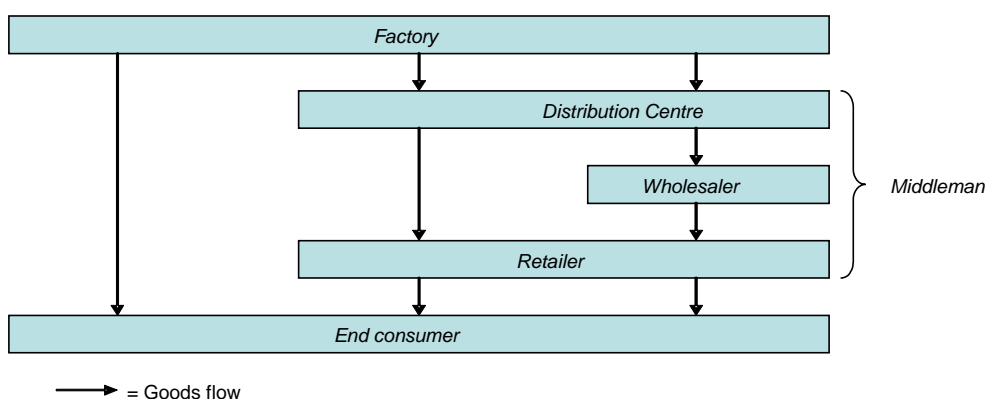 Factory
Distribution Centre
Wholesaler
Middleman
Retailer
End consumer
= Goods flow